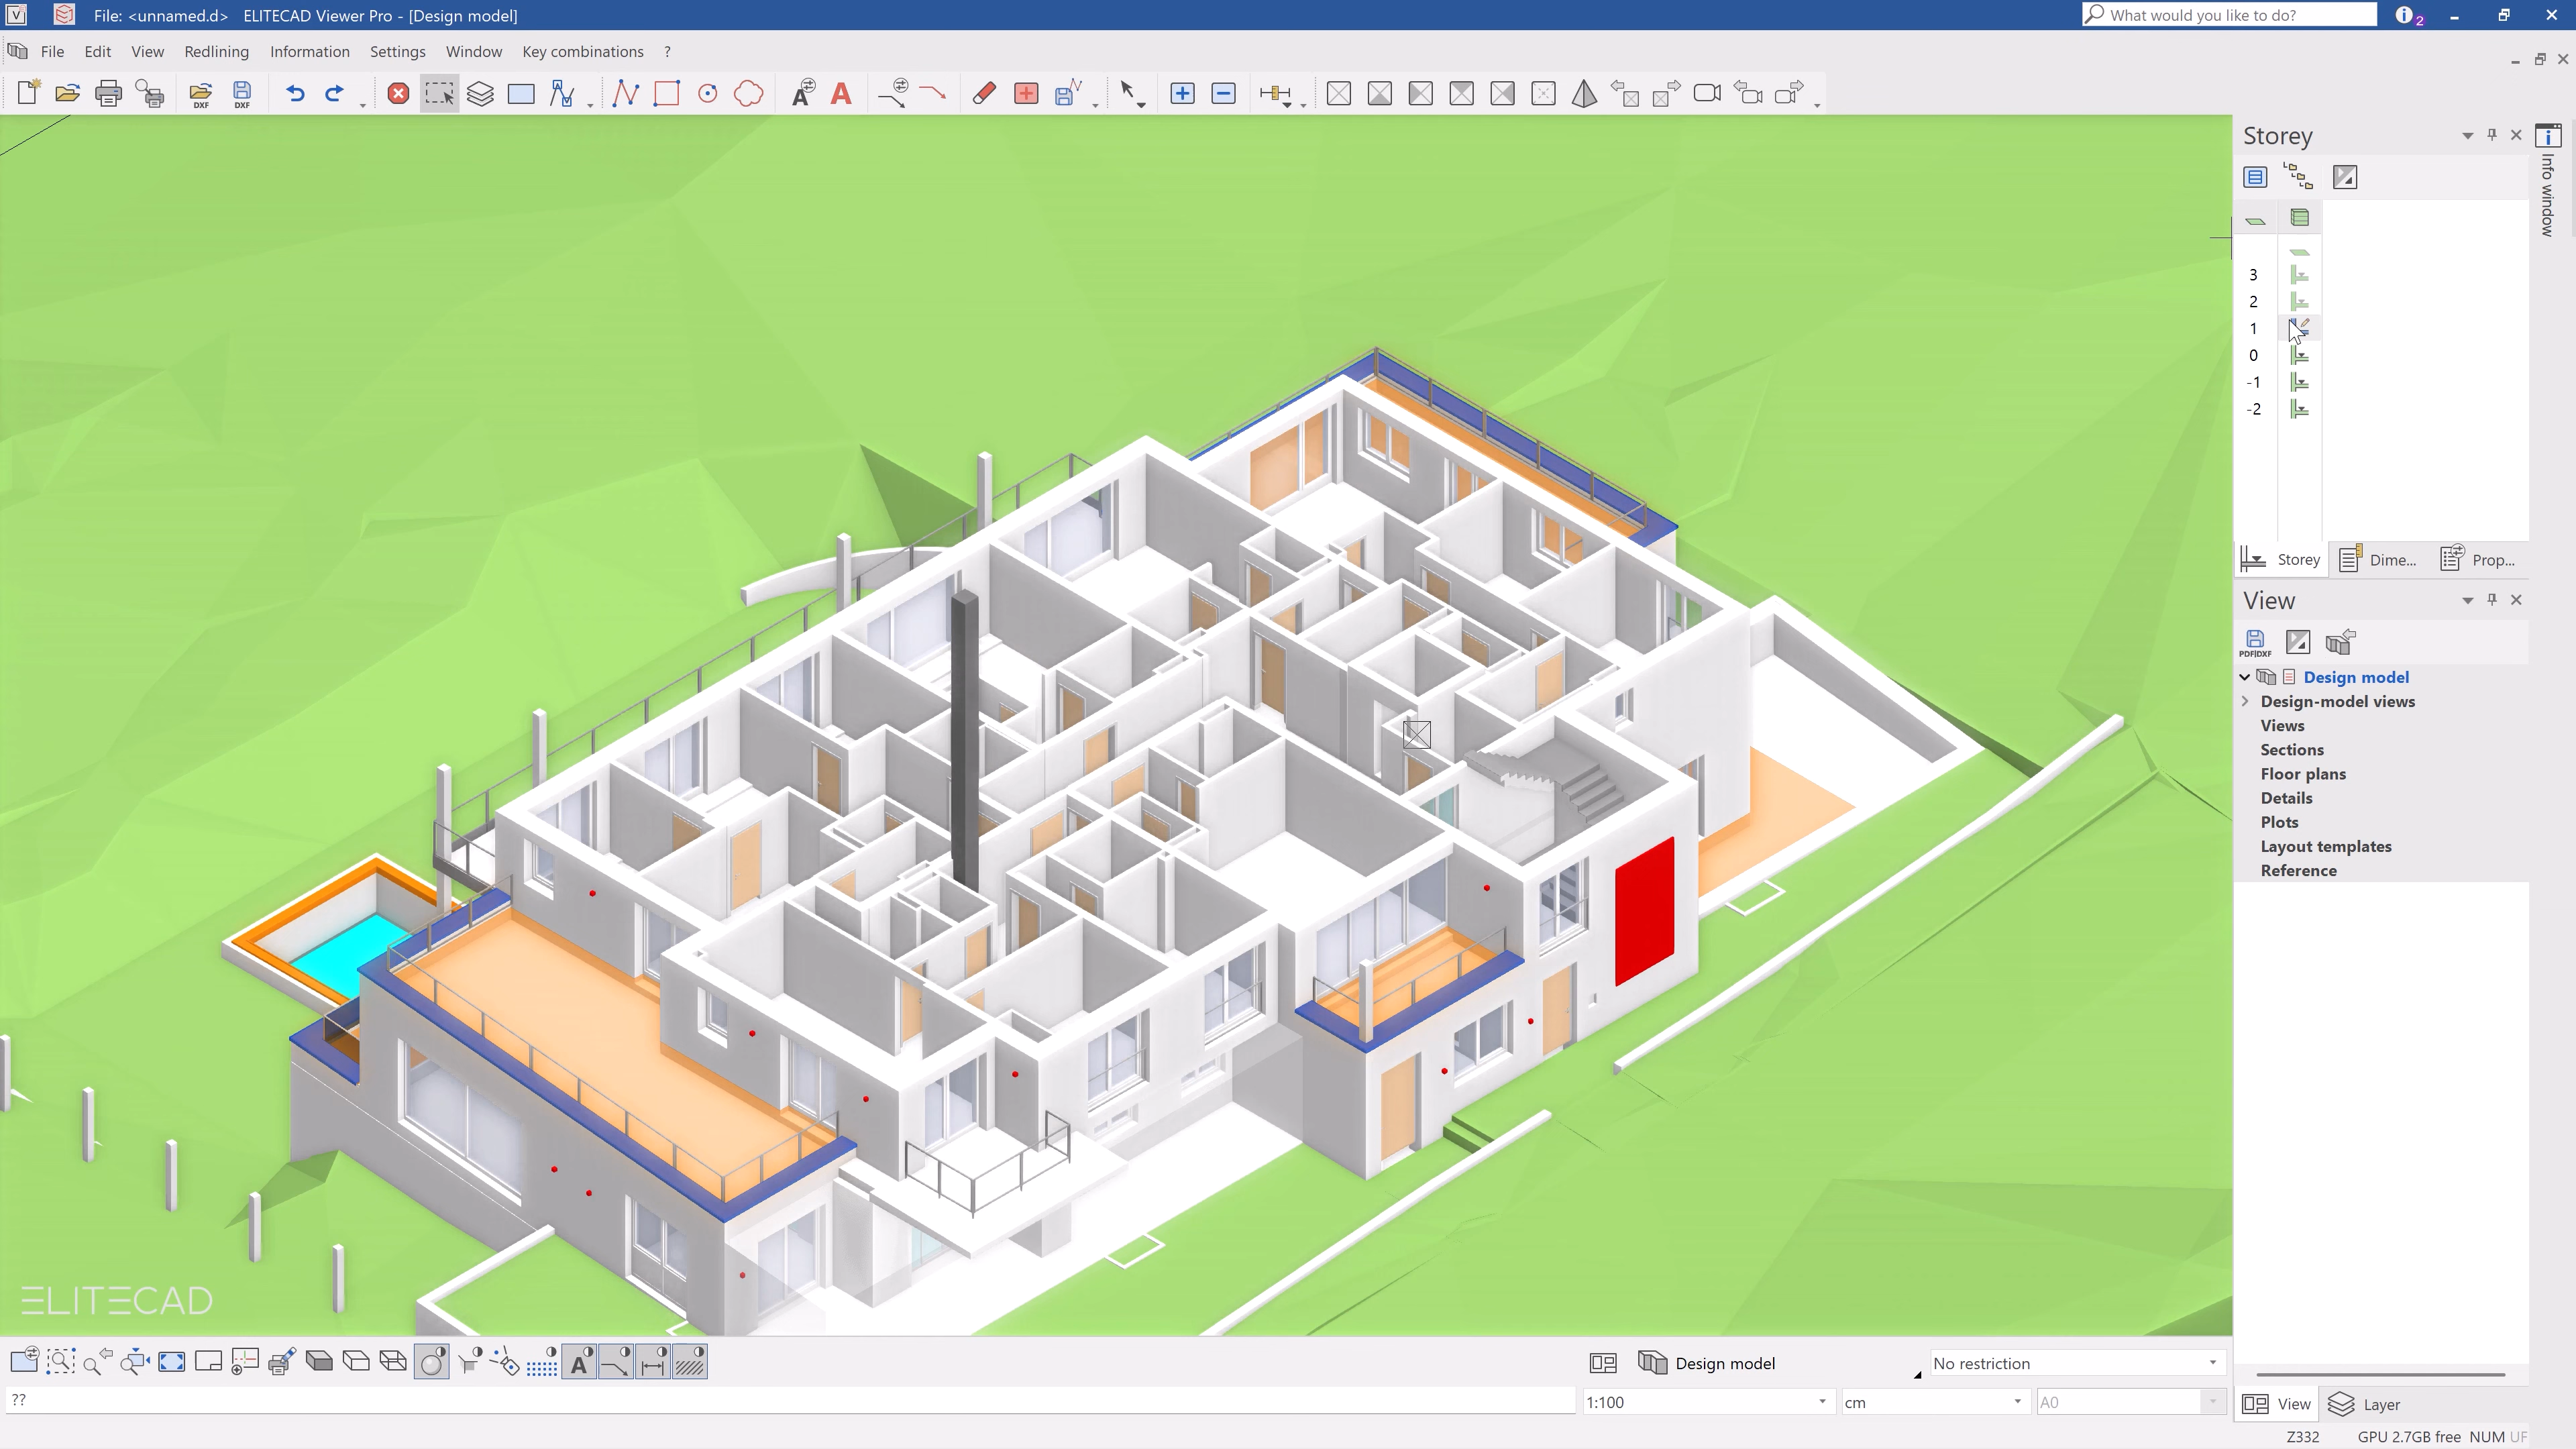 File: <unnamed.d>   ELITECAD Viewer Pro - [Design model]
What would you like to do?
2
File Edit View Redlining Information Settings Window Key combinations ?
DXF DXF
A A
Storey
Info window
3
2
1
0
-1
-2
Storey Dime... Prop...
View
PDF|DXF
Design model
Design-model views
Views
Sections
Floor plans
Details
Plots
Layout templates
Reference
ELITECAD
A
Design model
No restriction
??
1:100
cm
A0
View Layer
Z332 GPU 2.7GB free NUM UF